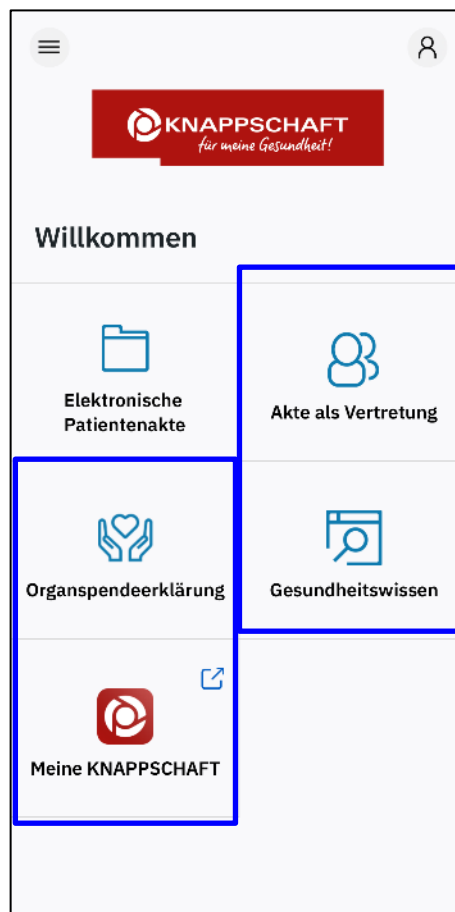 KNAPPSCHAFT
für meine Gesundheit!
Willkommen
Elektronische
Patientenakte
Akte als Vertretung
Organspendeerklärung
Gesundheitswissen
Meine KNAPPSCHAFT